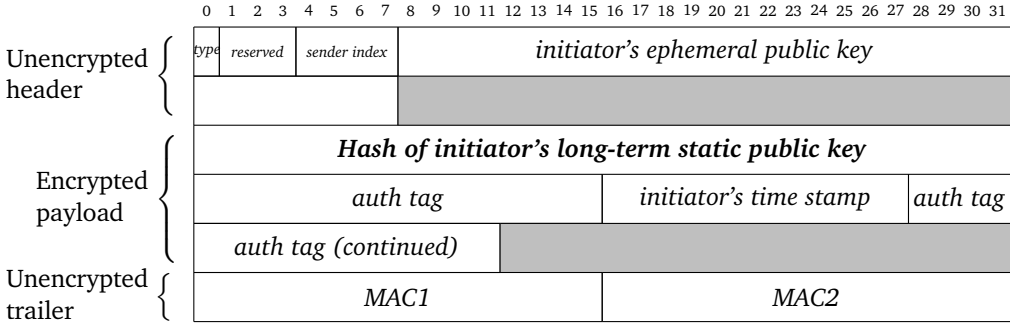 0 1 2 3 4 5 6 7 8 9 10 11 12 13 14 15 16 17 18 19 20 21 22 23 24 25 26 27 28 29 30 31
Unencrypted
header
type reserved sender index initiator's ephemeral public key
Encrypted
payload
Hash of initiator's long-term static public key
auth tag initiator's time stamp auth tag
auth tag (continued)
Unencrypted
trailer
MAC1 MAC2